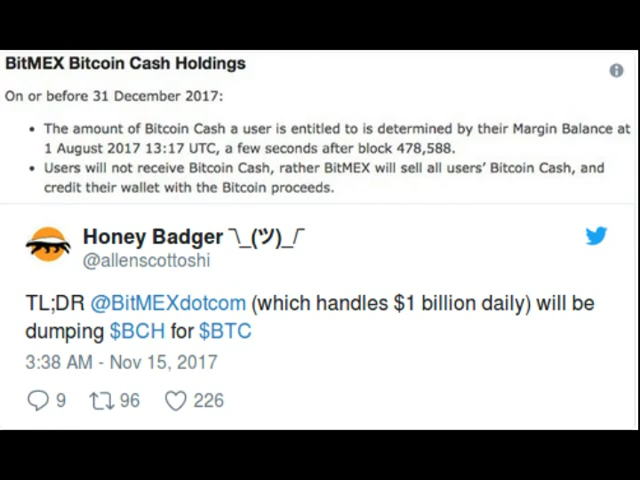 BitMEX Bitcoin Cash Holdings
On or before 31 December 2017:
• The amount of Bitcoin Cash a user is entitled to is determined by their Margin Balance at
1 August 2017 13:17 UTC, a few seconds after block 478,588.
• Users will not receive Bitcoin Cash, rather BitMEX will sell all users' Bitcoin Cash, and
credit their wallet with the Bitcoin proceeds.
Honey Badger ¯\_(ツ)_/¯
@allenscottoshi
TL;DR @BitMEXdotcom (which handles $1 billion daily) will be
dumping $BCH for $BTC
3:38 AM - Nov 15, 2017
9 96 226